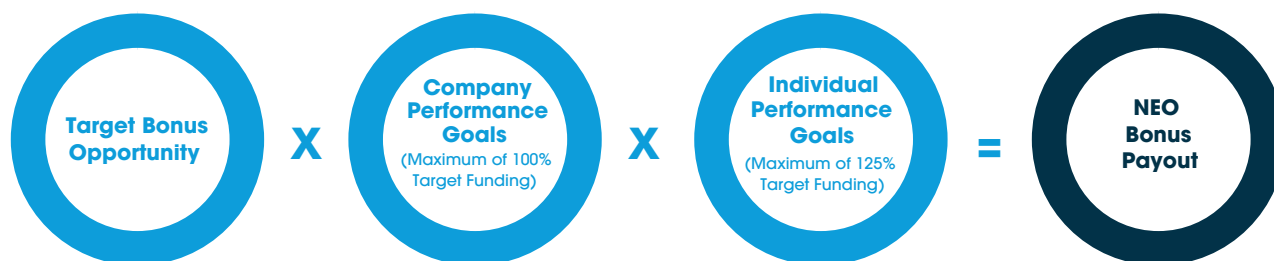 Target Bonus
Opportunity
X
Company
Performance
Goals
(Maximum of 100%
Target Funding)
X
Individual
Performance
Goals
(Maximum of 125%
Target Funding)
=
NEO
Bonus
Payout